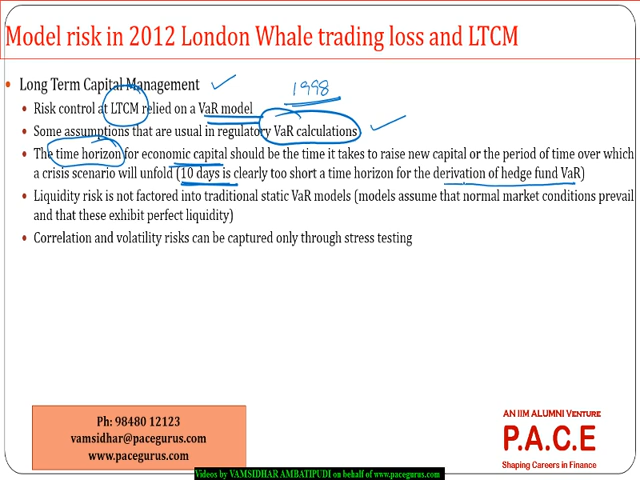 Model risk in 2012 London Whale trading loss and LTCM
Long Term Capital Management
1998
Risk control at LTCM relied on a VaR model
Some assumptions that are usual in regulatory VaR calculations
The time horizon for economic capital should be the time it takes to raise new capital or the period of time over which
a crisis scenario will unfold (10 days is clearly too short a time horizon for the derivation of hedge fund VaR)
Liquidity risk is not factored into traditional static VaR models (models assume that normal market conditions prevail
and that these exhibit perfect liquidity)
Correlation and volatility risks can be captured only through stress testing
Ph: 98480 12123
vamsidhar@pacegurus.com
www.pacegurus.com
AN IIM ALUMNI VENTURE
P.A.C.E
Shaping Careers in Finance
Videos by VAMSIDHAR AMBATIPUDI on behalf of www.pacegurus.com